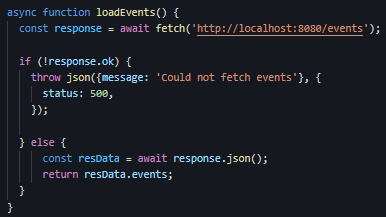 async function loadEvents() {
  const response = await fetch('http://localhost:8080/events');

  if (!response.ok) {
    throw json({message: 'Could not fetch events'}, {
      status: 500,
    });

  } else {
      const resData = await response.json();
      return resData.events;
  }
}